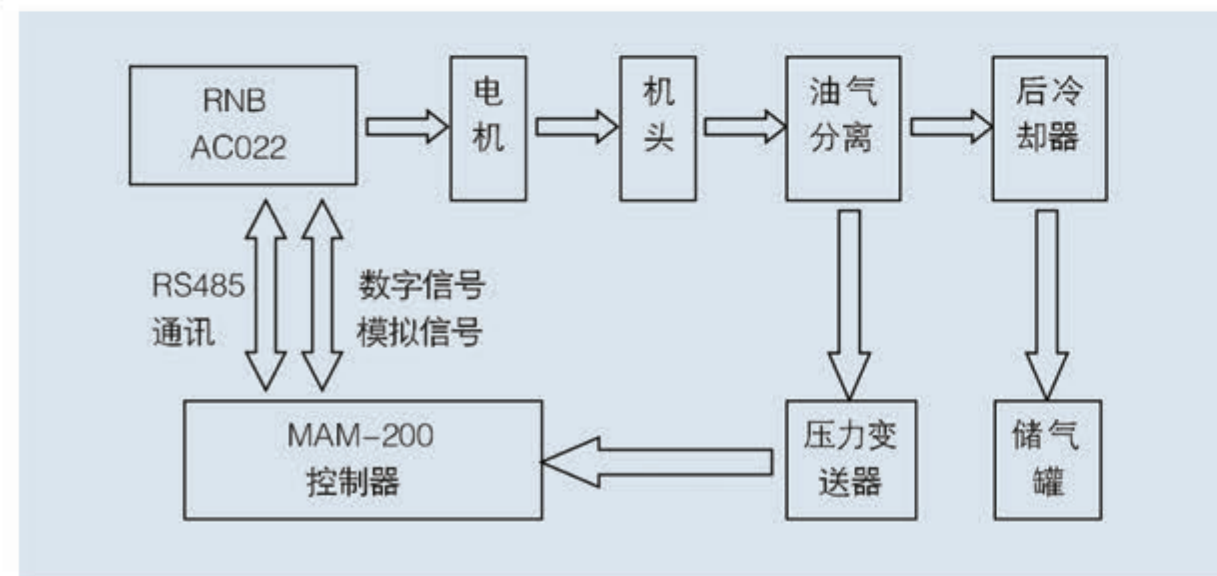 RNB
AC022
电
机
机
头
油气
分离
后冷
却器
RS485
通讯
数字信号
模拟信号
MAM-200
控制器
压力变
送器
储气
罐